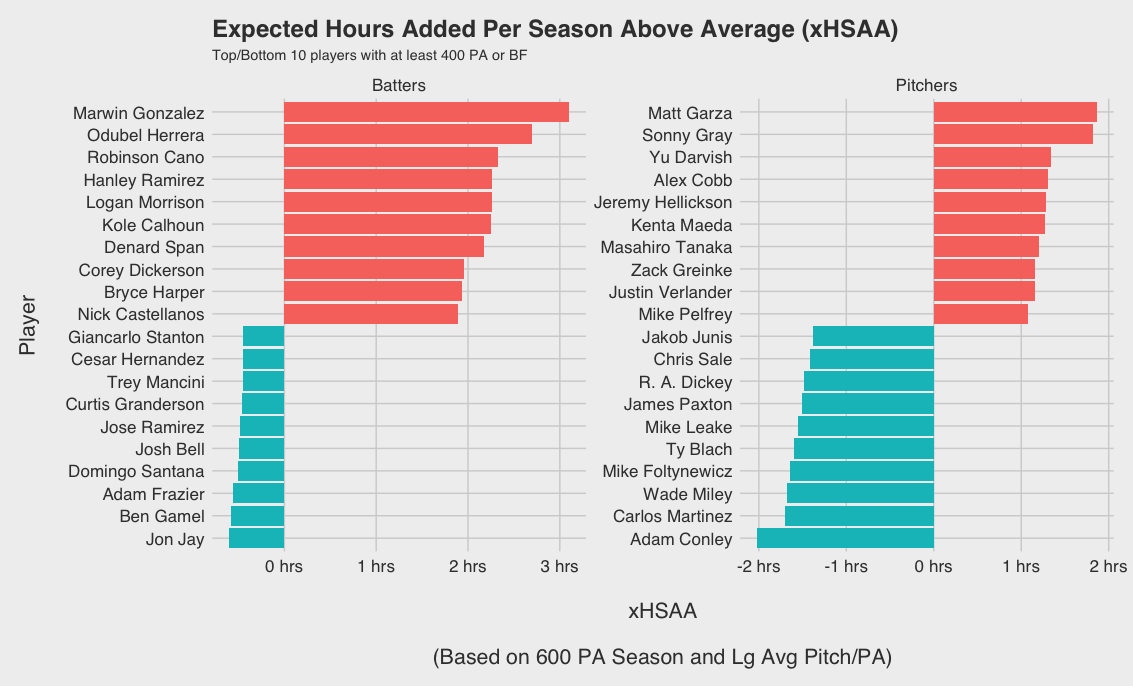 Expected Hours Added Per Season Above Average (xHSAA)
Top/Bottom 10 players with at least 400 PA or BF
Batters
Marwin Gonzalez
Odubel Herrera
Robinson Cano
Hanley Ramirez
Logan Morrison
Kole Calhoun
Denard Span
Corey Dickerson
Bryce Harper
Nick Castellanos
Giancarlo Stanton
Cesar Hernandez
Trey Mancini
Curtis Granderson
Jose Ramirez
Josh Bell
Domingo Santana
Adam Frazier
Ben Gamel
Jon Jay
0 hrs 1 hrs 2 hrs 3 hrs
Pitchers
Matt Garza
Sonny Gray
Yu Darvish
Alex Cobb
Jeremy Hellickson
Kenta Maeda
Masahiro Tanaka
Zack Greinke
Justin Verlander
Mike Pelfrey
Jakob Junis
Chris Sale
R. A. Dickey
James Paxton
Mike Leake
Ty Blach
Mike Foltynewicz
Wade Miley
Carlos Martinez
Adam Conley
-2 hrs -1 hrs 0 hrs 1 hrs 2 hrs
Player
xHSAA
(Based on 600 PA Season and Lg Avg Pitch/PA)